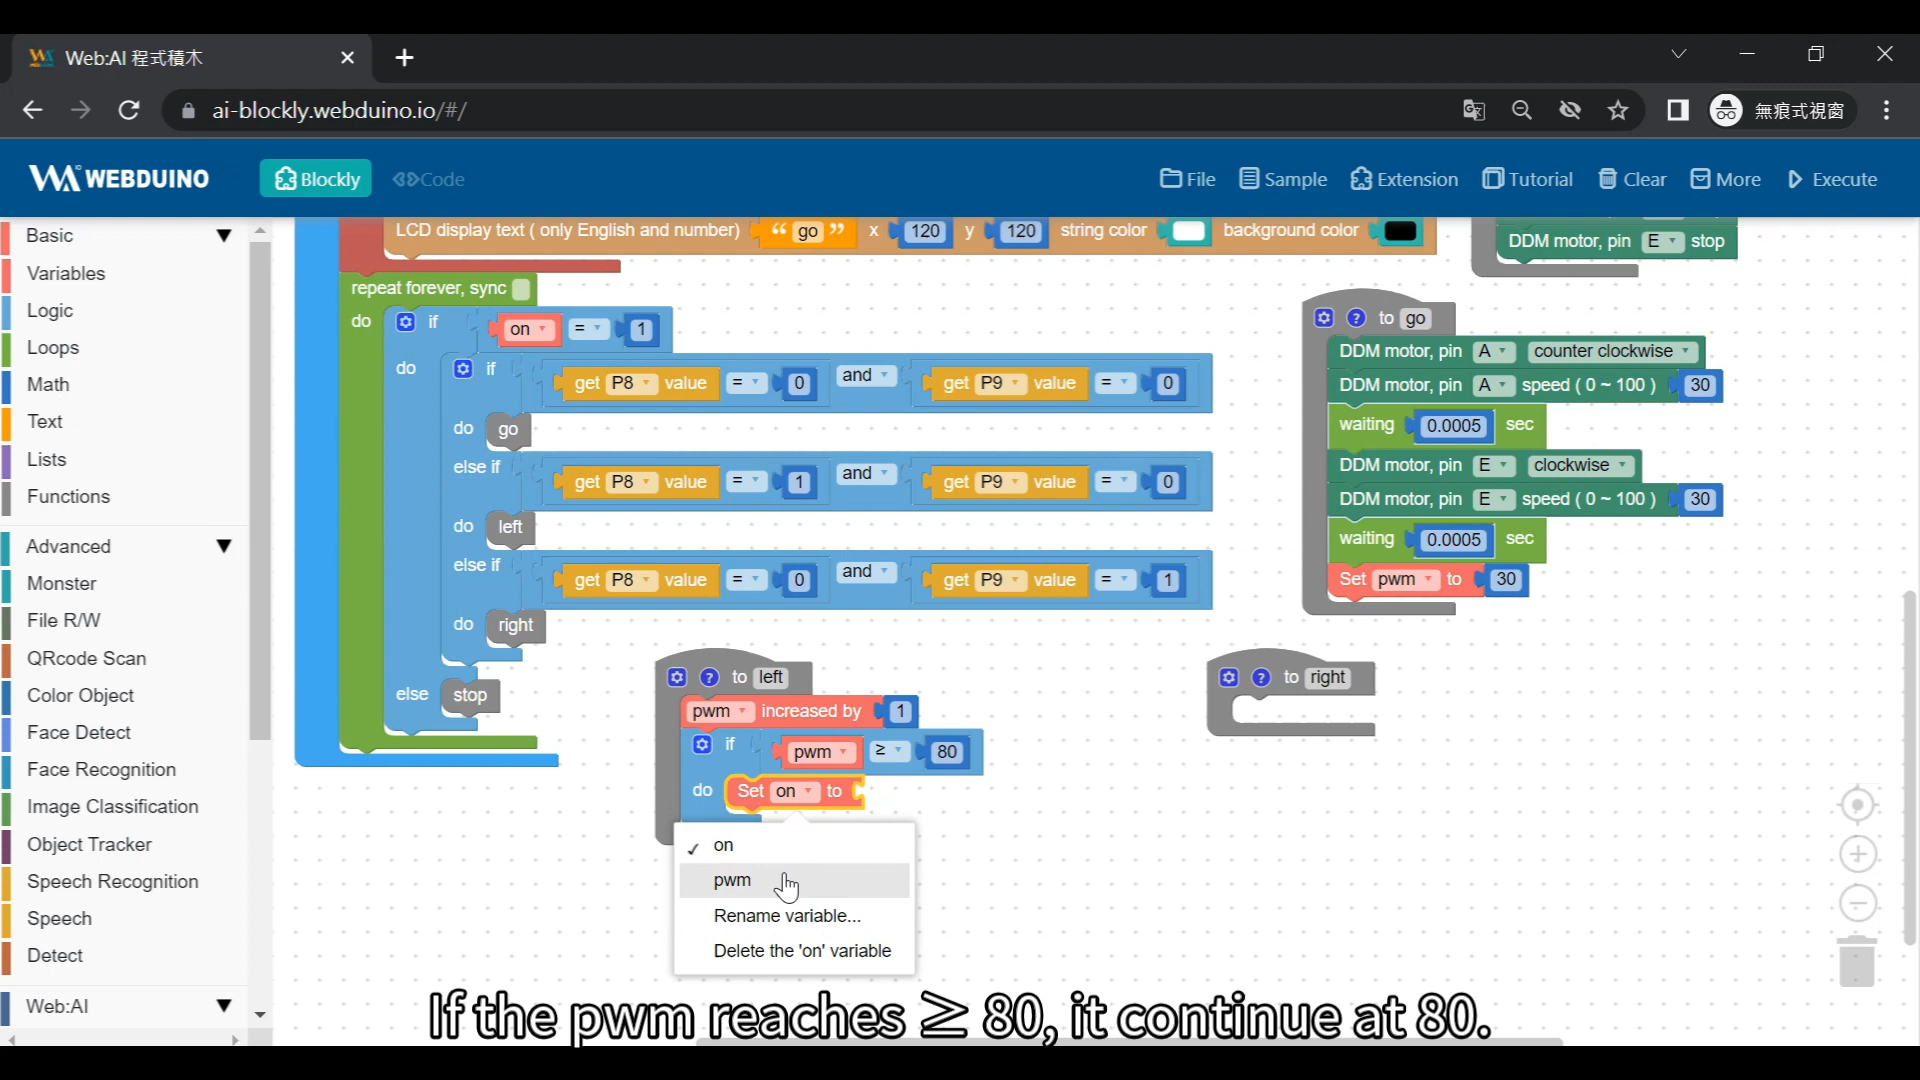 Web:AI 程式積木
ai-blockly.webduino.io/#/
無痕式視窗
WEBDUINO
Blockly
Code
File
Sample
Extension
Tutorial
Clear
More
Execute
Basic
Variables
Logic
Loops
Math
Text
Lists
Functions
Advanced
Monster
File R/W
QRcode Scan
Color Object
Face Detect
Face Recognition
Image Classification
Object Tracker
Speech Recognition
Speech
Detect
Web:AI
LCD display text ( only English and number) “ go ” x 120 y 120 string color background color
repeat forever, sync
do if on = 1
do if get P8 value = 0 and get P9 value = 0
do go
else if get P8 value = 1 and get P9 value = 0
do left
else if get P8 value = 0 and get P9 value = 1
do right
else stop
DDM motor, pin E stop
? to go
DDM motor, pin A counter clockwise
DDM motor, pin A speed ( 0 ~ 100 ) 30
waiting 0.0005 sec
DDM motor, pin E clockwise
DDM motor, pin E speed ( 0 ~ 100 ) 30
waiting 0.0005 sec
Set pwm to 30
? to left
pwm increased by 1
if pwm ≥ 80
do Set on to
✓ on
pwm
Rename variable...
Delete the 'on' variable
? to right
If the pwm reaches ≥ 80, it continue at 80.